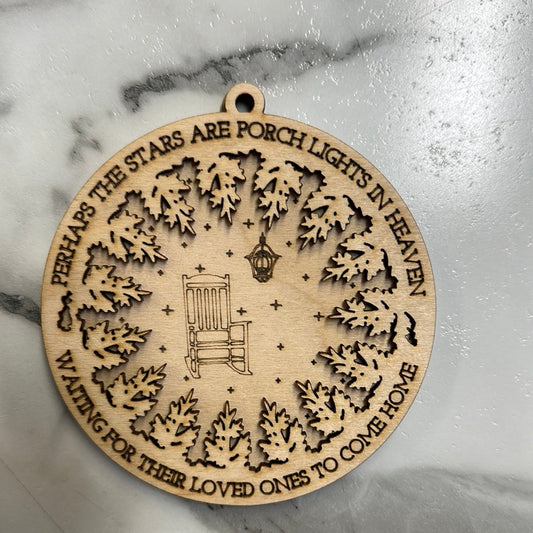 PERHAPS THE STARS ARE PORCH LIGHTS IN HEAVEN
WAITING FOR THEIR LOVED ONES TO COME HOME